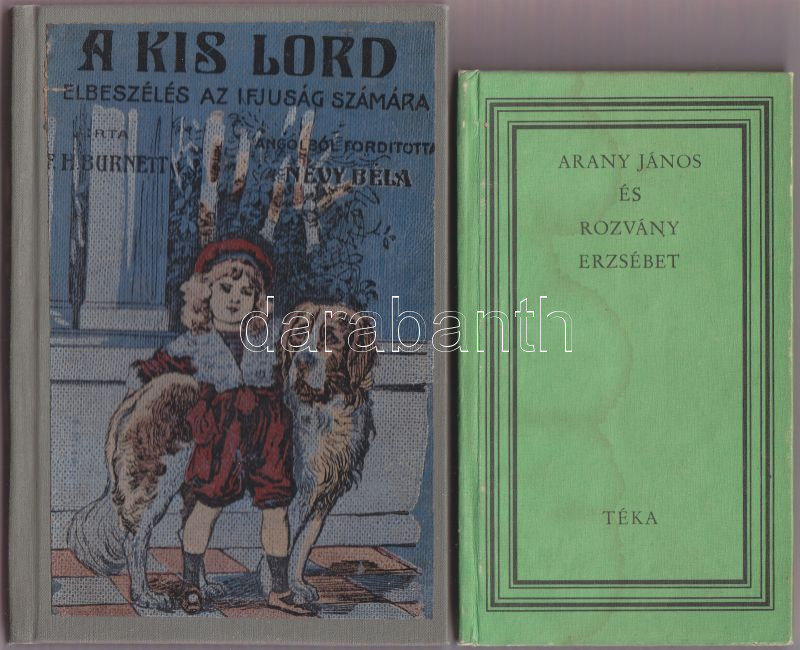 A KIS LORD
ELBESZÉLÉS AZ IFJUSÁG SZÁMÁRA
IRTA
F. H. BURNETT
ANGOLBÓL FORDITOTTA
NÉVY BÉLA
ARANY JÁNOS
ÉS
ROZVÁNY
ERZSÉBET
TÉKA
darabanth